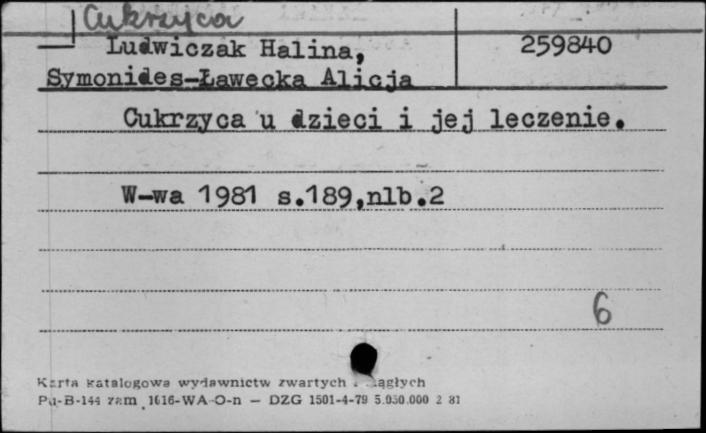 Cukrzyca
Ludwiczak Halina, 259840
Symonides-Ławecka Alicja
Cukrzyca u dzieci i jej leczenie.
W-wa 1981 s.189,nlb.2
6
Karta katalogowa wydawnictw zwartych i ciągłych
Pu-B-144 zam. 1616-WA-O-n — DZG 1501-4-79 5.050.000 2 81